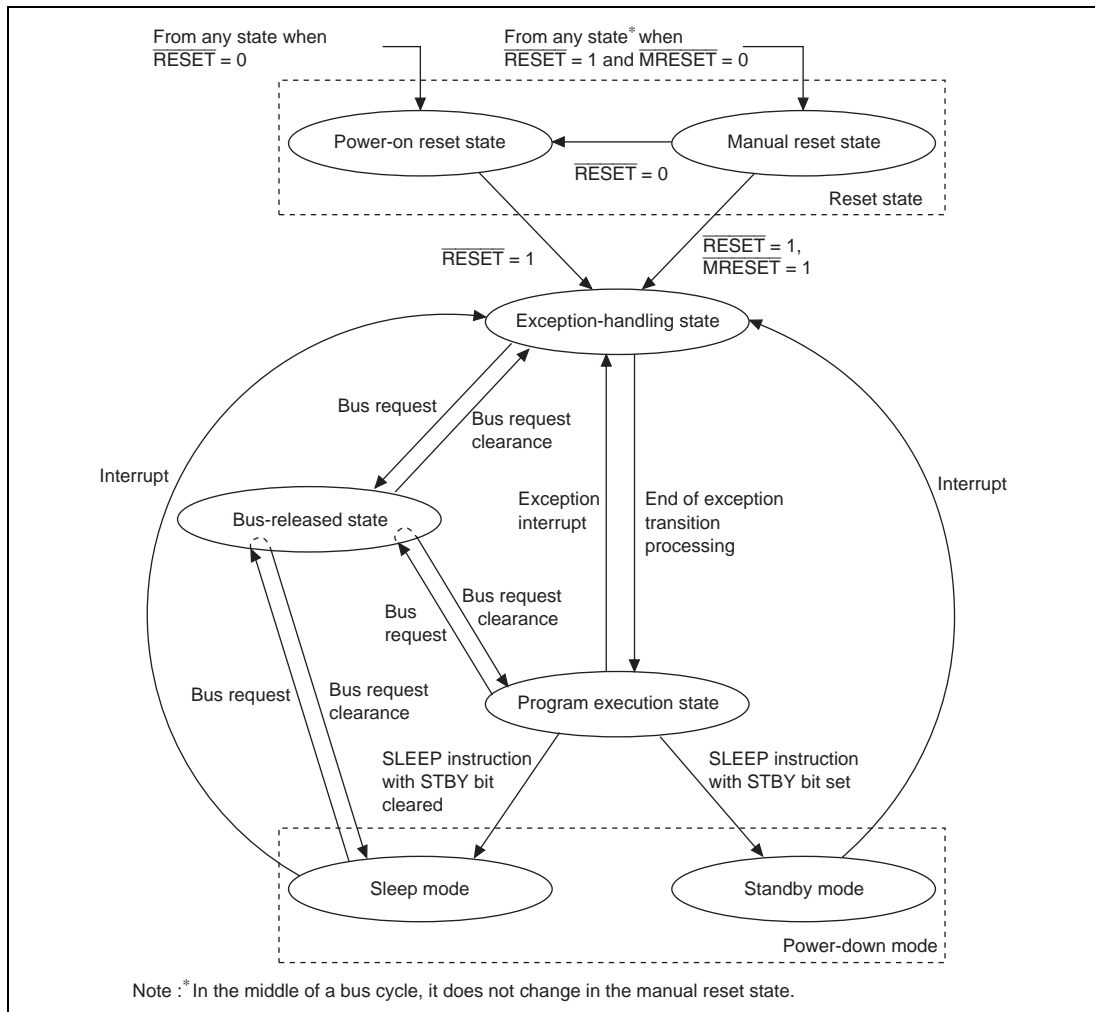 From any state when
RESET = 0
From any state* when
RESET = 1 and MRESET = 0
Power-on reset state
Manual reset state
RESET = 0
Reset state
RESET = 1
RESET = 1,
MRESET = 1
Exception-handling state
Bus request
Bus request
clearance
Interrupt
Interrupt
Exception
interrupt
End of exception
transition
processing
Bus-released state
Bus request
clearance
Bus
request
Bus request
Bus request
clearance
Program execution state
SLEEP instruction
with STBY bit
cleared
SLEEP instruction
with STBY bit set
Sleep mode
Standby mode
Power-down mode
Note :* In the middle of a bus cycle, it does not change in the manual reset state.